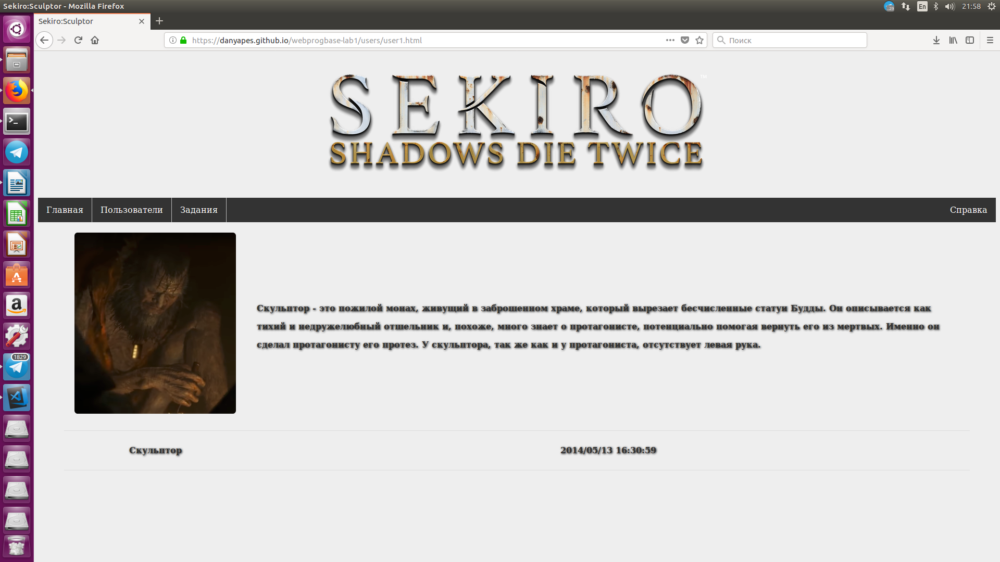 Sekiro:Sculptor - Mozilla Firefox
29
En
21:58
Sekiro:Sculptor
https://danyapes.github.io/webprogbase-lab1/users/user1.html
Поиск
SEKIRO™
SHADOWS DIE TWICE
Главная
Пользователи
Задания
Справка
Скульптор - это пожилой монах, живущий в заброшенном храме, который вырезает бесчисленные статуи Будды. Он описывается как
тихий и недружелюбный отшельник и, похоже, много знает о протагонисте, потенциально помогая вернуть его из мертвых. Именно он
сделал протагонисту его протез. У скульптора, так же как и у протагониста, отсутствует левая рука.
1829
Скульптор
2014/05/13 16:30:59